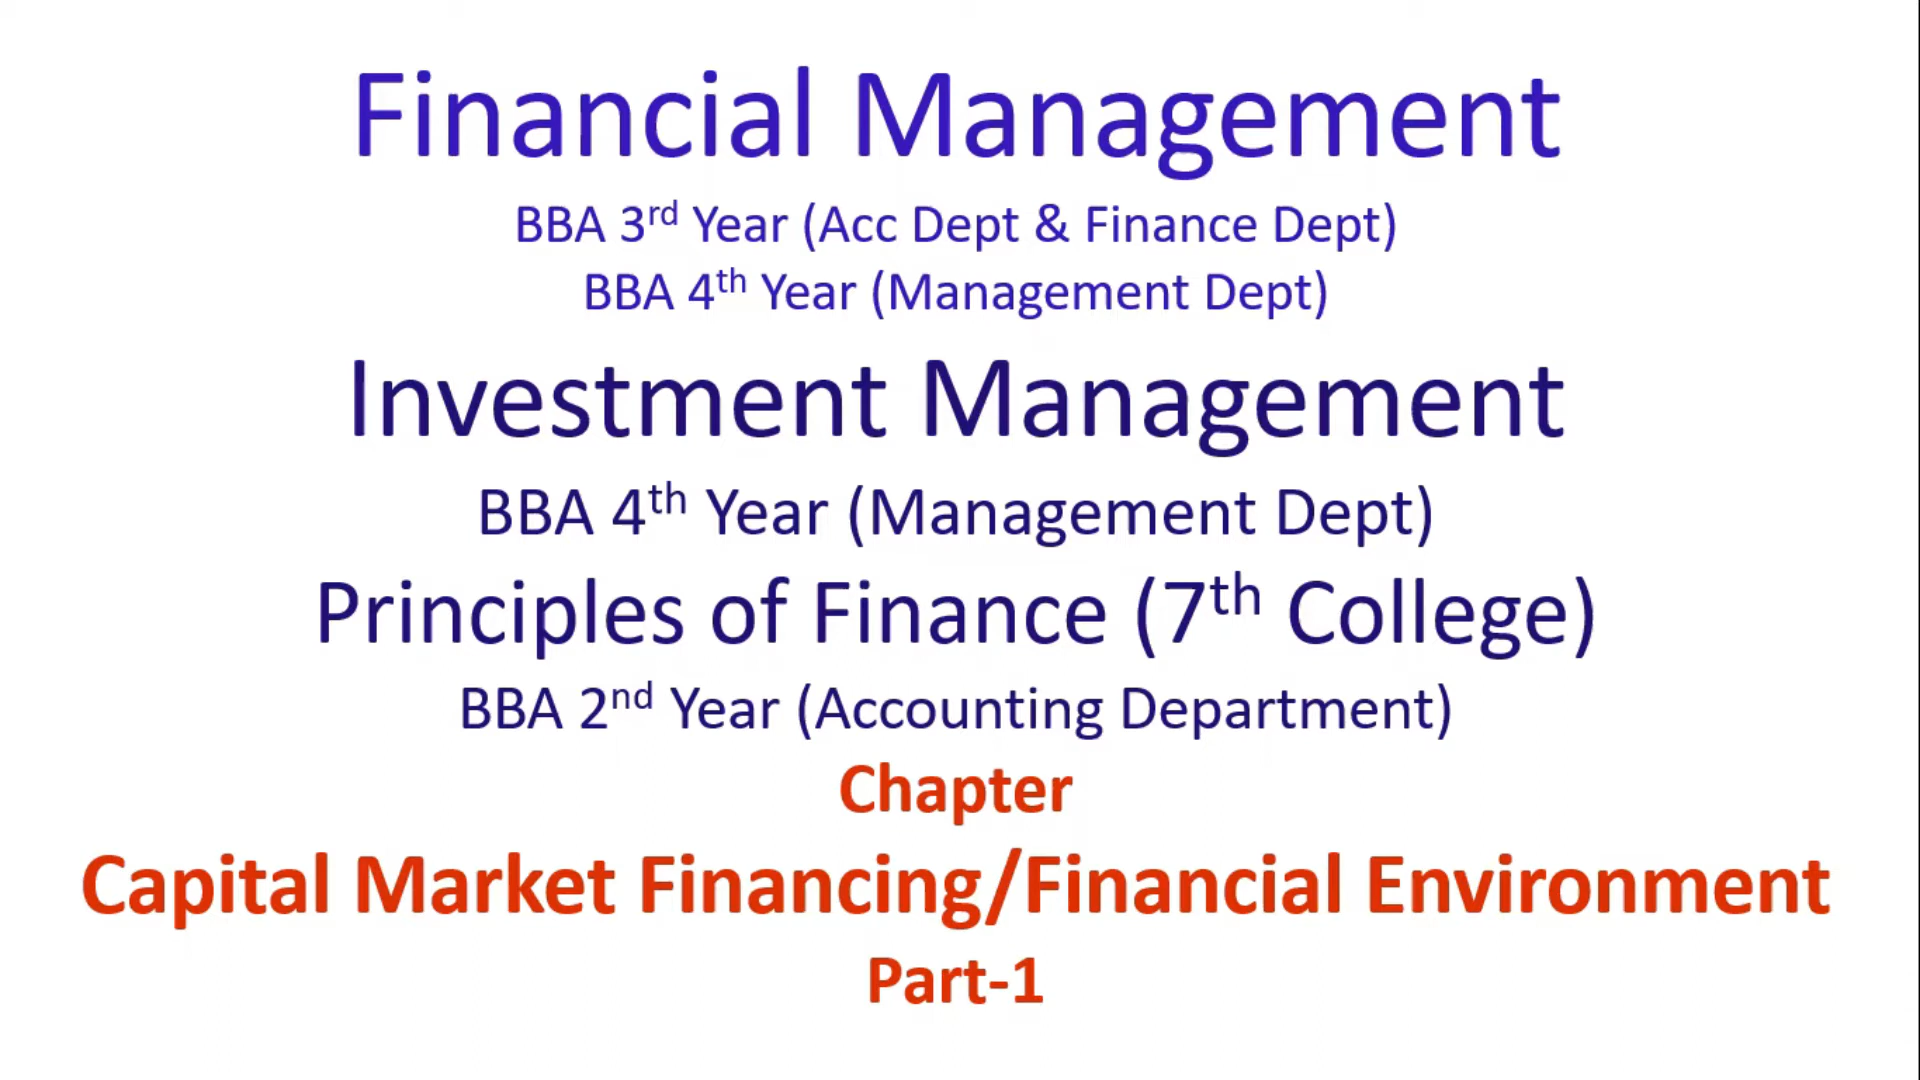 Financial Management
BBA 3rd Year (Acc Dept & Finance Dept)
BBA 4th Year (Management Dept)
Investment Management
BBA 4th Year (Management Dept)
Principles of Finance (7th College)
BBA 2nd Year (Accounting Department)
Chapter
Capital Market Financing/Financial Environment
Part-1